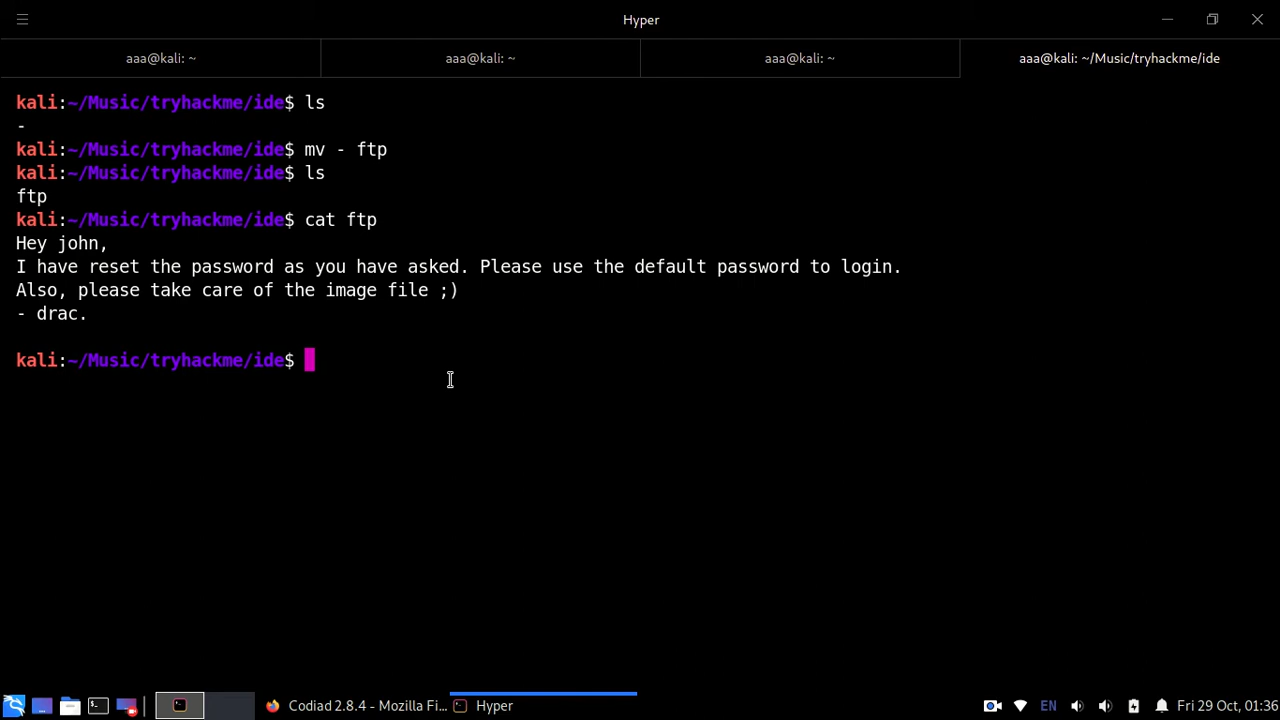 Hyper
aaa@kali: ~
aaa@kali: ~
aaa@kali: ~
aaa@kali: ~/Music/tryhackme/ide
kali:~/Music/tryhackme/ide$ ls
-
kali:~/Music/tryhackme/ide$ mv - ftp
kali:~/Music/tryhackme/ide$ ls
ftp
kali:~/Music/tryhackme/ide$ cat ftp
Hey john,
I have reset the password as you have asked. Please use the default password to login.
Also, please take care of the image file ;)
- drac.
kali:~/Music/tryhackme/ide$
Codiad 2.8.4 - Mozilla Fi...
Hyper
EN
Fri 29 Oct, 01:36